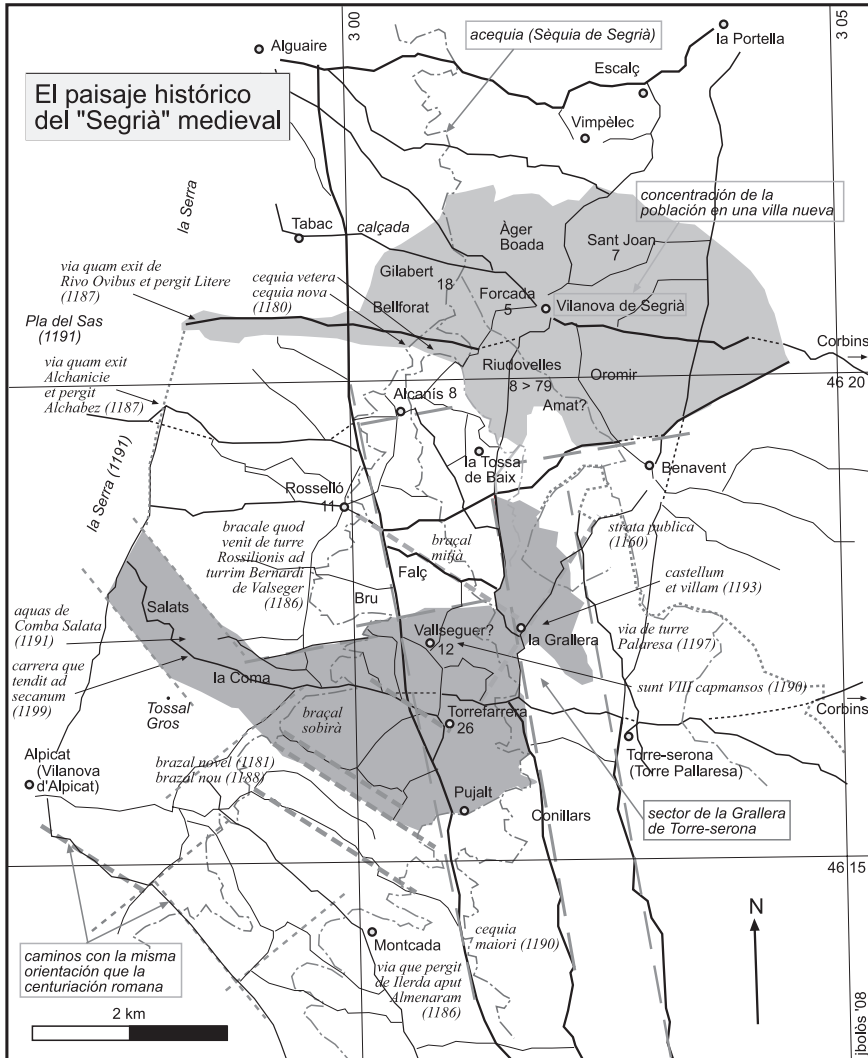 3 00
3 05
acequia (Sèquia de Segrià)
la Portella
Alguaire
Escalç
El paisaje histórico
del "Segrià" medieval
Vimpèlec
la Serra
concentración de la
población en una villa nueva
Tabac
calçada
Àger
Boada
Sant Joan
7
via quam exit de
Rivo Ovibus et pergit Litere
(1187)
cequia vetera
cequia nova
(1180)
Gilabert
18
Bellforat
Forcada
5
Vilanova de Segrià
Pla del Sas
(1191)
Corbins
via quam exit
Alchanicie
et pergit
Alchabez (1187)
Riudovelles
8 > 79
Oromir
46 20
Alcanís 8
Amat?
la Serra (1191)
la Tossa
de Baix
Benavent
Rosselló
11
bracale quod
venit de turre
Rossilionis ad
turrim Bernardi
de Valseger
(1186)
braçal
mitjà
strata publica
(1160)
Falç
castellum
et villam (1193)
Bru
Salats
aquas de
Comba Salata
(1191)
Vallseguer?
12
la Grallera
via de turre
Palaresa (1197)
carrera que
tendit ad
secanum
(1199)
la Coma
sunt VIII capmansos (1190)
Tossal
Gros
braçal
sobirà
Torrefarrera
26
Corbins
Torre-serona
(Torre Pallaresa)
Alpicat
(Vilanova
d'Alpicat)
brazal novel (1181)
brazal nou (1188)
Pujalt
Conillars
sector de la Grallera
de Torre-serona
46 15
N
Montcada
cequia
maiori (1190)
caminos con la misma
orientación que la
centuriación romana
via que pergit
de Ilerda aput
Almenaram
(1186)
2 km
bolòs '08